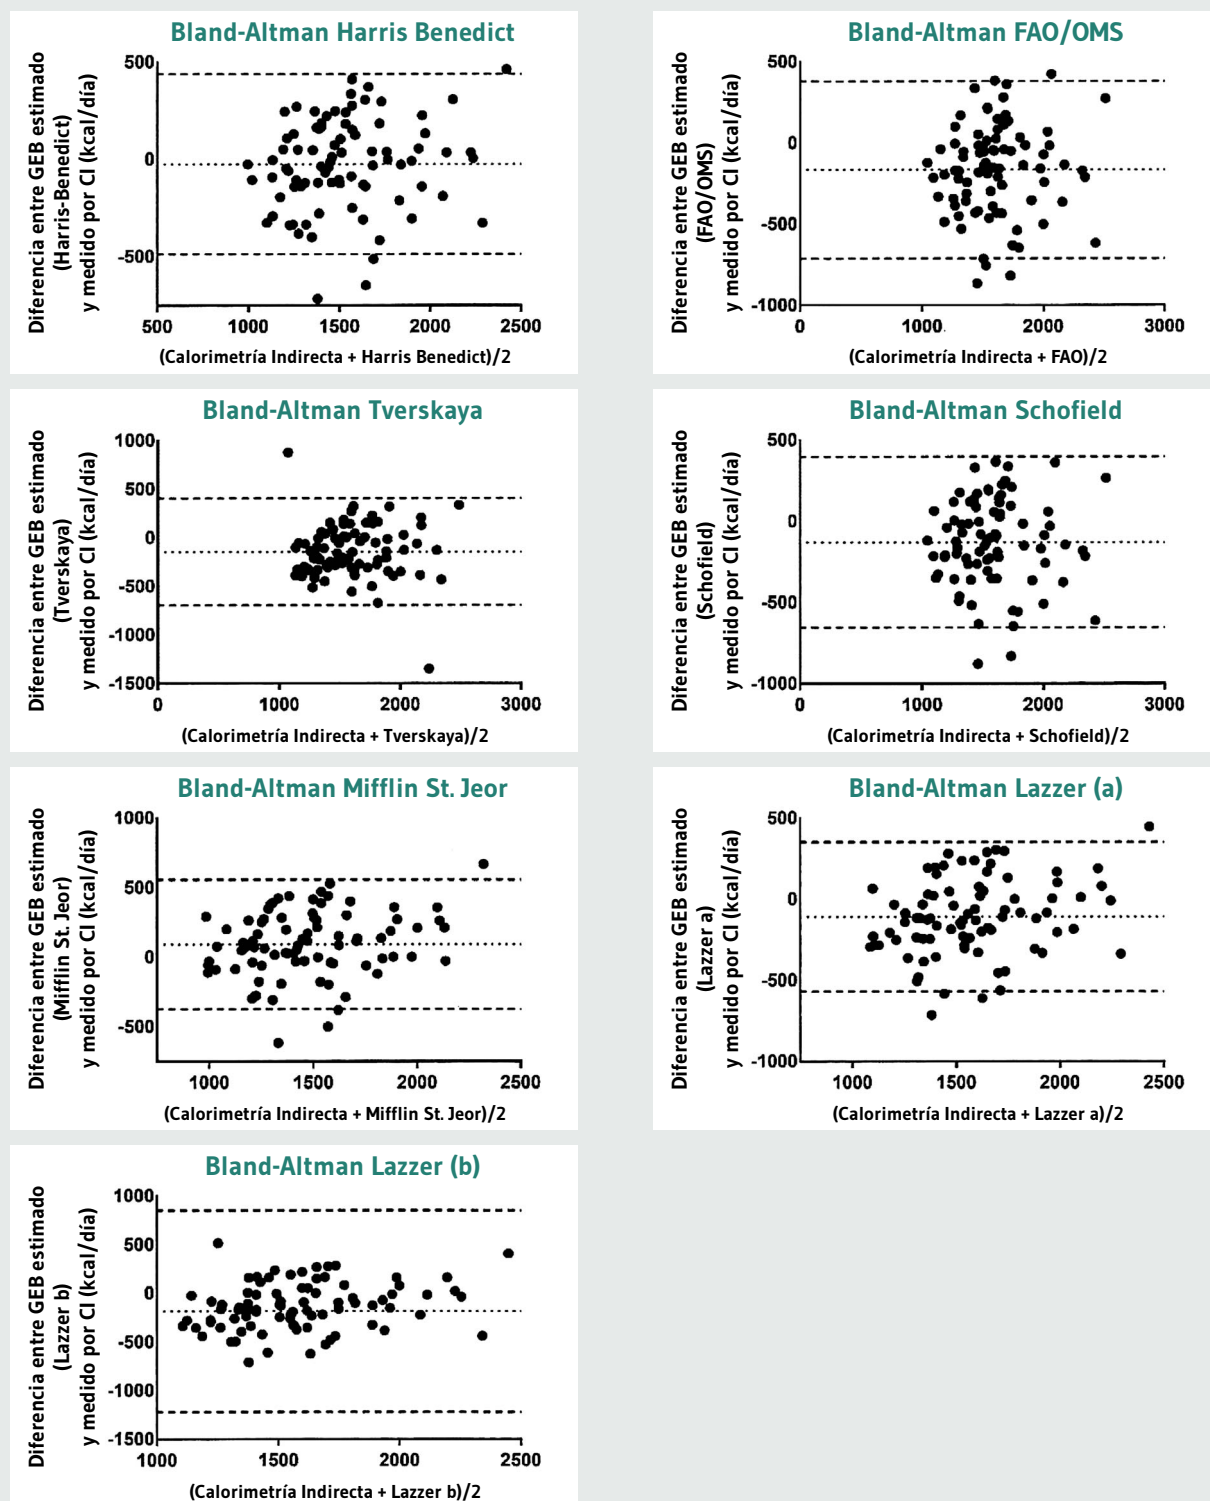 Bland-Altman Harris Benedict
Diferencia entre GEB estimado
(Harris-Benedict)
y medido por CI (kcal/día)
500
0
-500
500
1000
1500
2000
2500
(Calorimetría Indirecta + Harris Benedict)/2
Bland-Altman FAO/OMS
Diferencia entre GEB estimado
(FAO/OMS)
y medido por CI (kcal/día)
500
0
-500
-1000
0
1000
2000
3000
(Calorimetría Indirecta + FAO)/2
Bland-Altman Tverskaya
Diferencia entre GEB estimado
(Tverskaya)
y medido por CI (kcal/día)
1000
500
0
-500
-1000
-1500
0
1000
2000
3000
(Calorimetría Indirecta + Tverskaya)/2
Bland-Altman Schofield
Diferencia entre GEB estimado
(Schofield)
y medido por CI (kcal/día)
500
0
-500
-1000
0
1000
2000
3000
(Calorimetría Indirecta + Schofield)/2
Bland-Altman Mifflin St. Jeor
Diferencia entre GEB estimado
(Mifflin St. Jeor)
y medido por CI (kcal/día)
1000
500
0
-500
1000
1500
2000
2500
(Calorimetría Indirecta + Mifflin St. Jeor)/2
Bland-Altman Lazzer (a)
Diferencia entre GEB estimado
(Lazzer a)
y medido por CI (kcal/día)
500
0
-500
-1000
1000
1500
2000
2500
(Calorimetría Indirecta + Lazzer a)/2
Bland-Altman Lazzer (b)
Diferencia entre GEB estimado
(Lazzer b)
y medido por CI (kcal/día)
1000
500
0
-500
-1000
-1500
1000
1500
2000
2500
(Calorimetría Indirecta + Lazzer b)/2